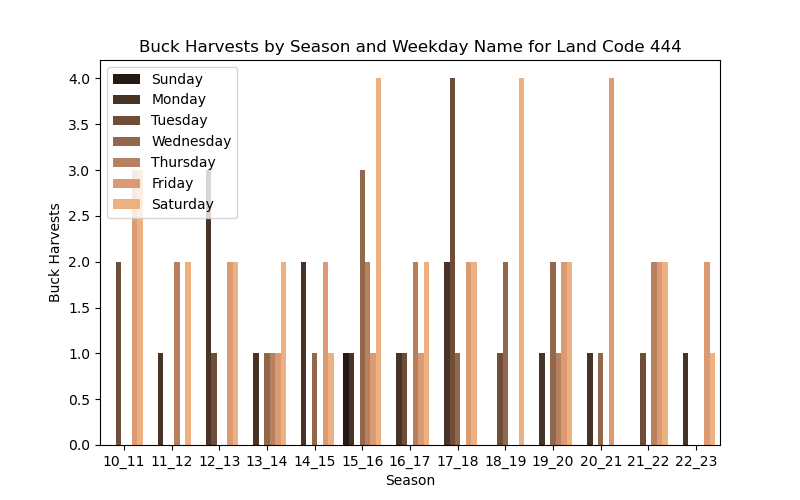 Buck Harvests by Season and Weekday Name for Land Code 444
4.0
3.5
3.0
2.5
2.0
1.5
1.0
0.5
0.0
Buck Harvests
Sunday
Monday
Tuesday
Wednesday
Thursday
Friday
Saturday
10_11 11_12 12_13 13_14 14_15 15_16 16_17 17_18 18_19 19_20 20_21 21_22 22_23
Season